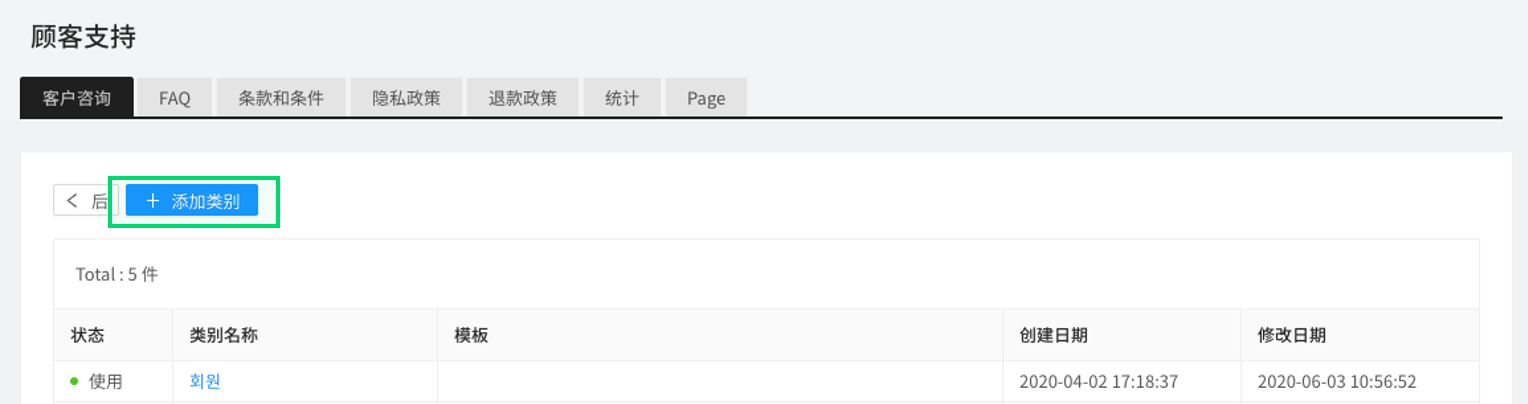 顾客支持
客户咨询 FAQ 条款和条件 隐私政策 退款政策 统计 Page
后 添加类别
Total : 5 件
状态 类别名称 模板 创建日期 修改日期
使用 회원 2020-04-02 17:18:37 2020-06-03 10:56:52